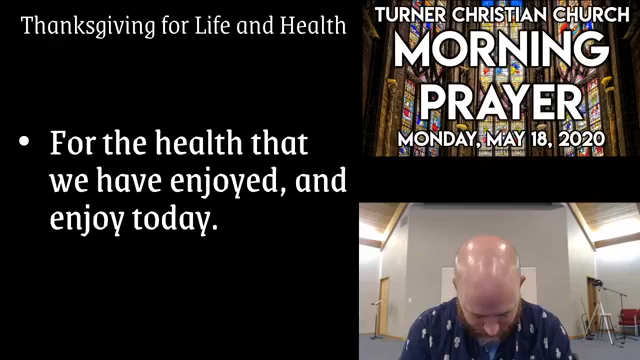 Thanksgiving for Life and Health
• For the health that
we have enjoyed, and
enjoy today.
TURNER CHRISTIAN CHURCH
MORNING
PRAYER
MONDAY, MAY 18, 2020